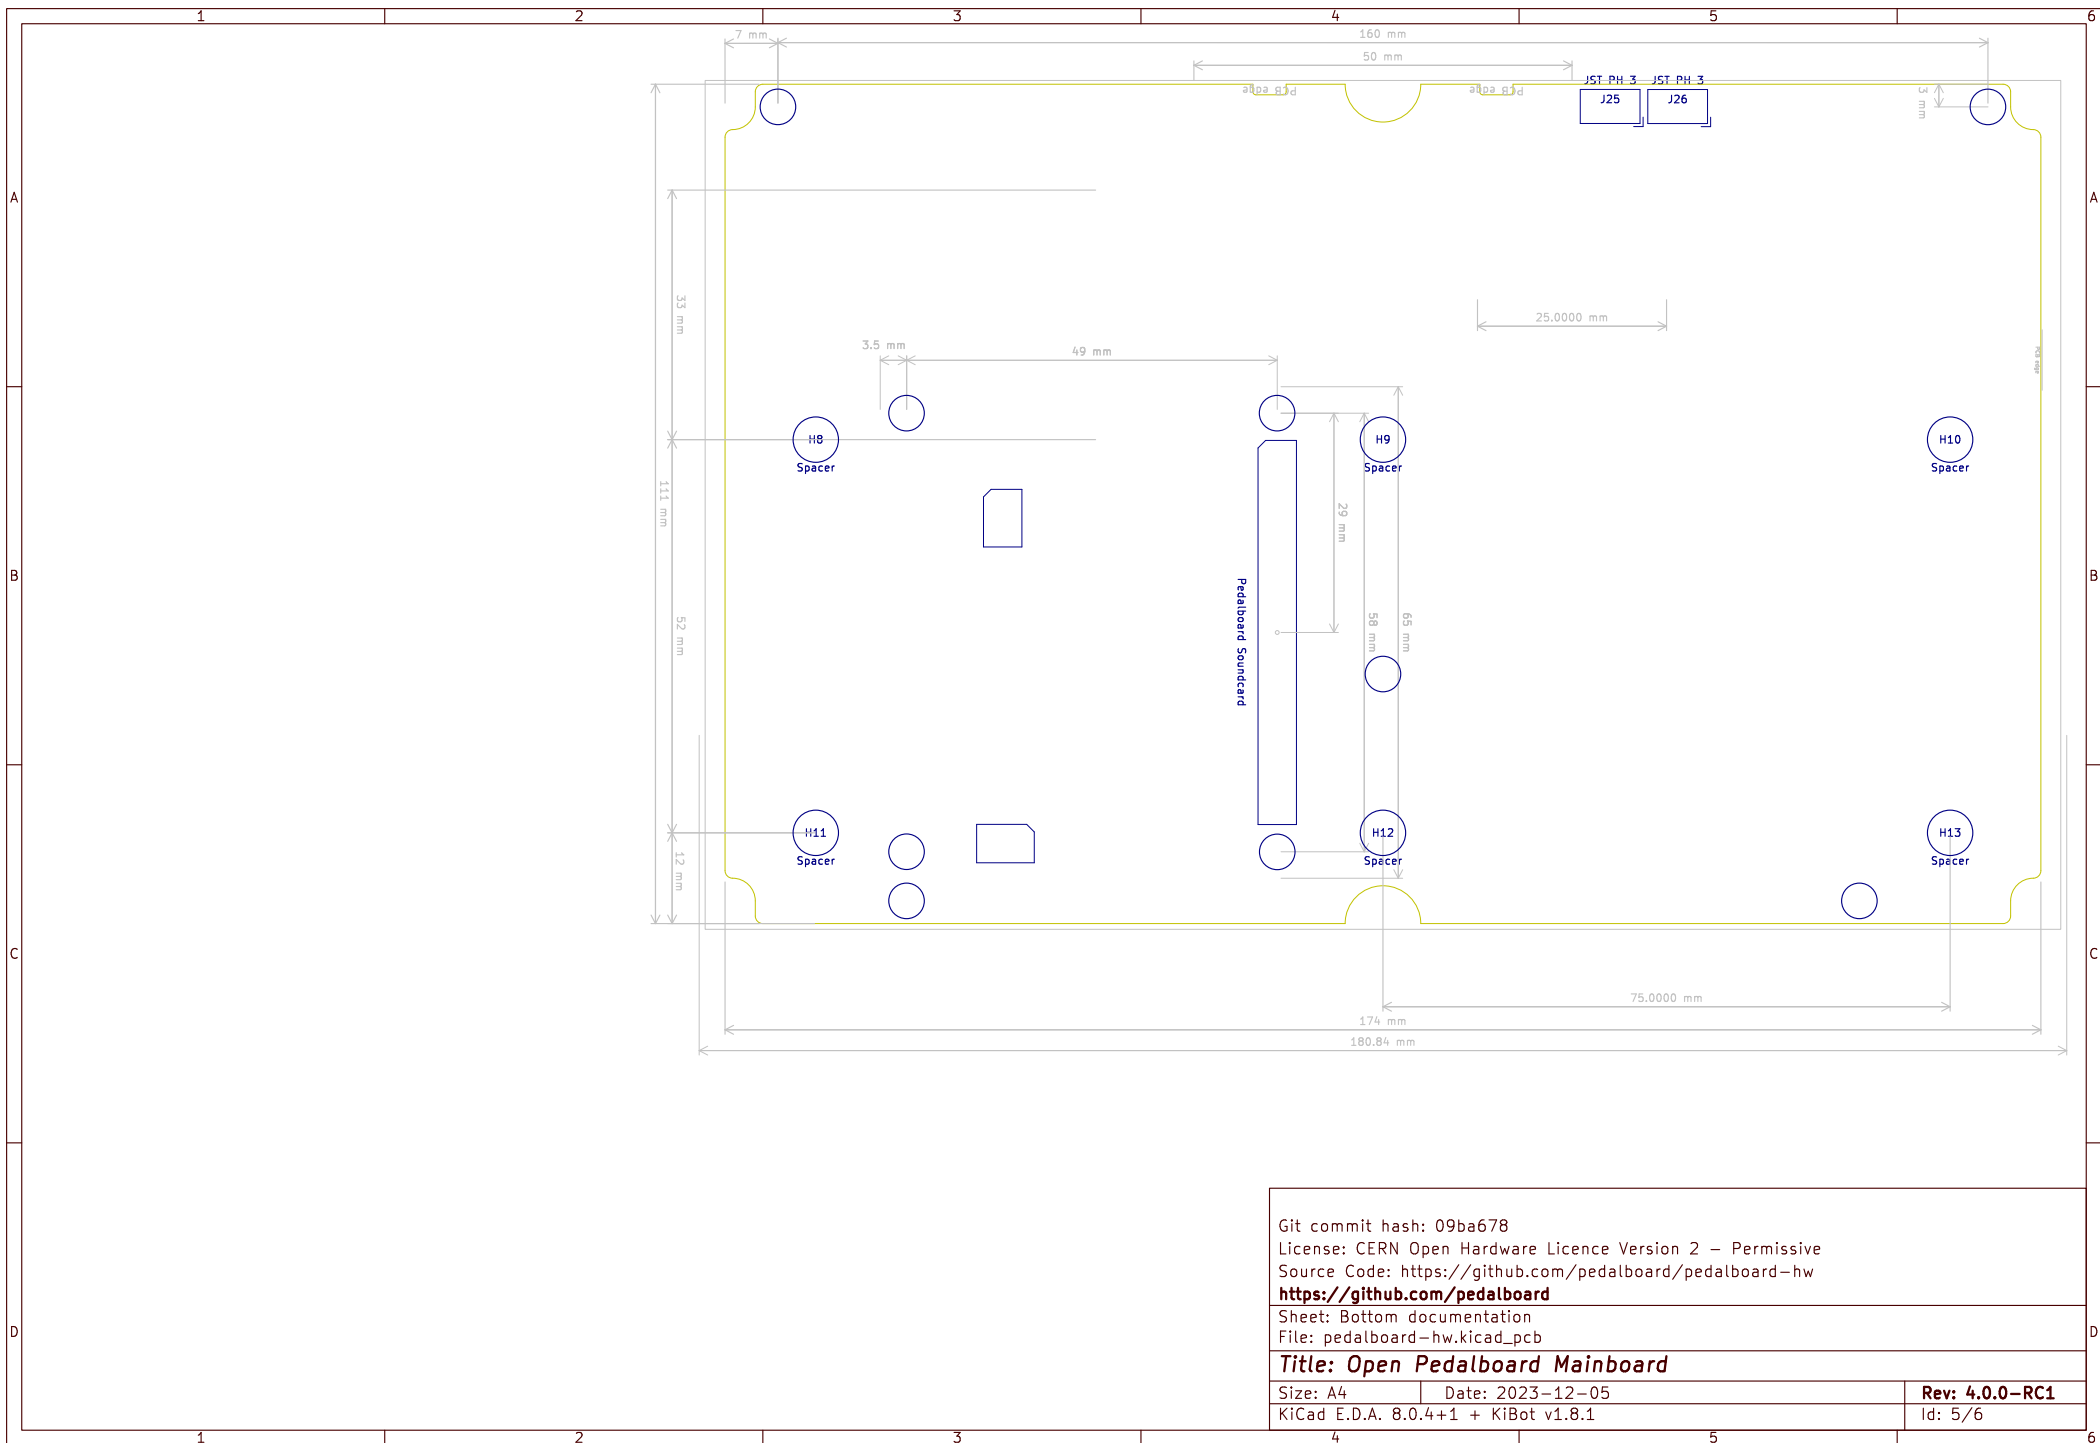 1 2 3 4 5 6
7 mm
160 mm
50 mm
JST PH 3 JST PH 3
PCB edge PCB edge
J25 J26
3 mm
A A
33 mm
25.0000 mm
3.5 mm
49 mm
PCB edge
H8 H9 H10
Spacer Spacer Spacer
111 mm
29 mm
B B
Pedalboard Soundcard
52 mm
58 mm
65 mm
H11 H12 H13
Spacer Spacer Spacer
12 mm
C C
75.0000 mm
174 mm
180.84 mm
Git commit hash: 09ba678
License: CERN Open Hardware Licence Version 2 - Permissive
Source Code: https://github.com/pedalboard/pedalboard-hw
https://github.com/pedalboard
Sheet: Bottom documentation
File: pedalboard-hw.kicad_pcb
D D
Title: Open Pedalboard Mainboard
Size: A4 Date: 2023-12-05 Rev: 4.0.0-RC1
KiCad E.D.A. 8.0.4+1 + KiBot v1.8.1 Id: 5/6
1 2 3 4 5 6